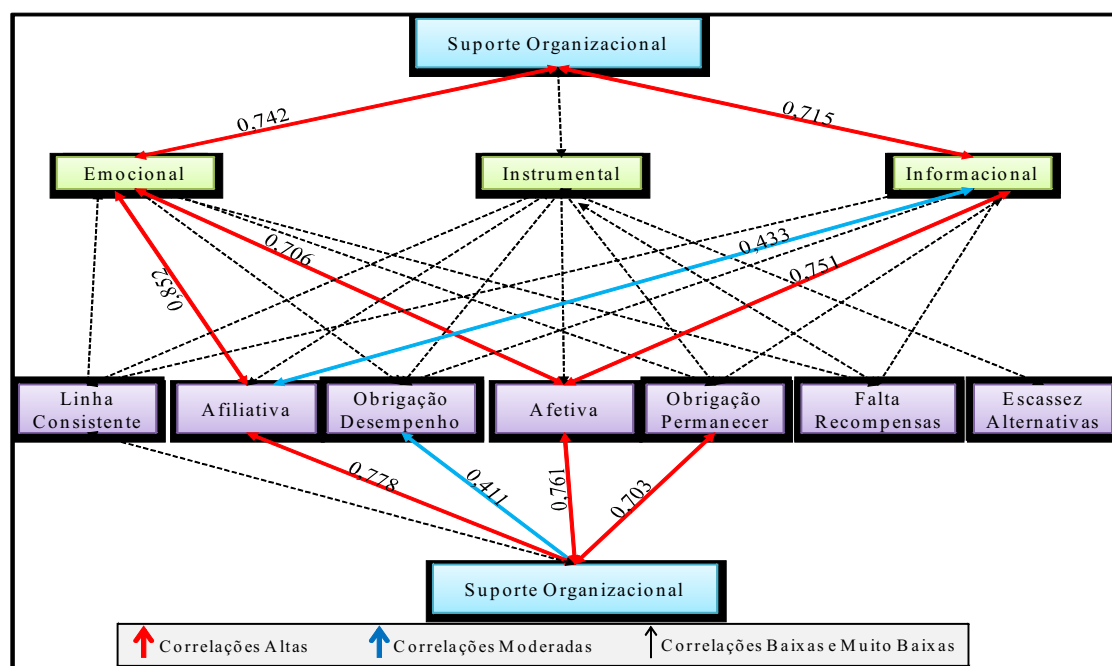 Suporte Organizacional
0,742
0,715
Emocional
Instrumental
Informacional
0,706
0,433
0,852
0,751
Linha
Consistente
Afiliativa
Obrigação
Desempenho
Afetiva
Obrigação
Permanecer
Falta
Recompensas
Escassez
Alternativas
0,778
0,411
0,761
0,703
Suporte Organizacional
Correlações Altas
Correlações Moderadas
Correlações Baixas e Muito Baixas